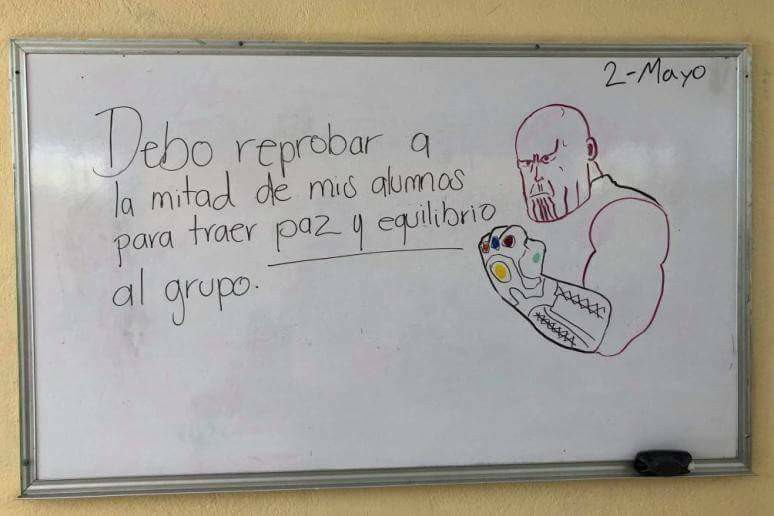 2-Mayo
Debo reprobar a
la mitad de mis alumnos
para traer paz y equilibrio
al grupo.